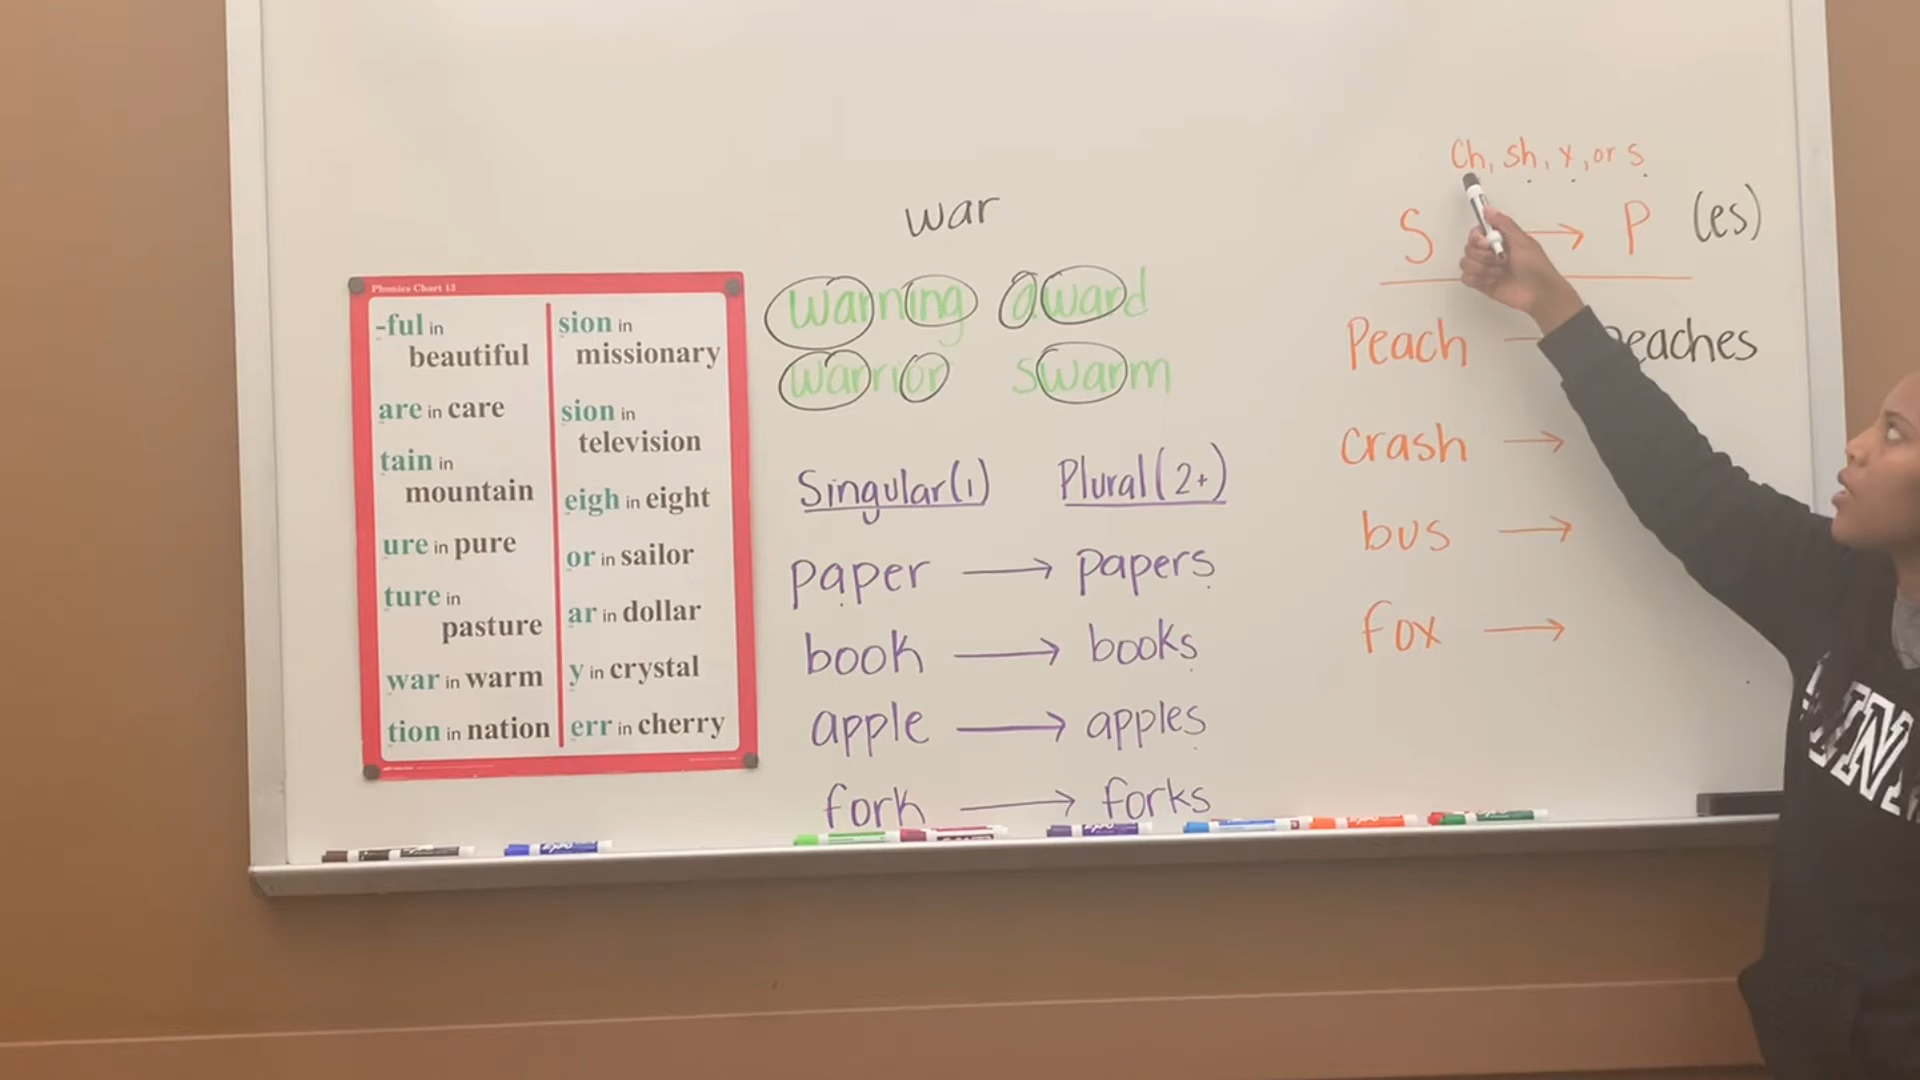 Phonics Chart 13
-ful in
beautiful
are in care
tain in
mountain
ure in pure
ture in
pasture
war in warm
tion in nation
sion in
missionary
sion in
television
eigh in eight
or in sailor
ar in dollar
y in crystal
err in cherry
war
warning award
warrior swarm
Singular(1) Plural(2+)
paper → papers
book → books
apple → apples
fork → forks
Ch, sh, x, or s
S → P (es)
Peach → peaches
crash →
bus →
fox →